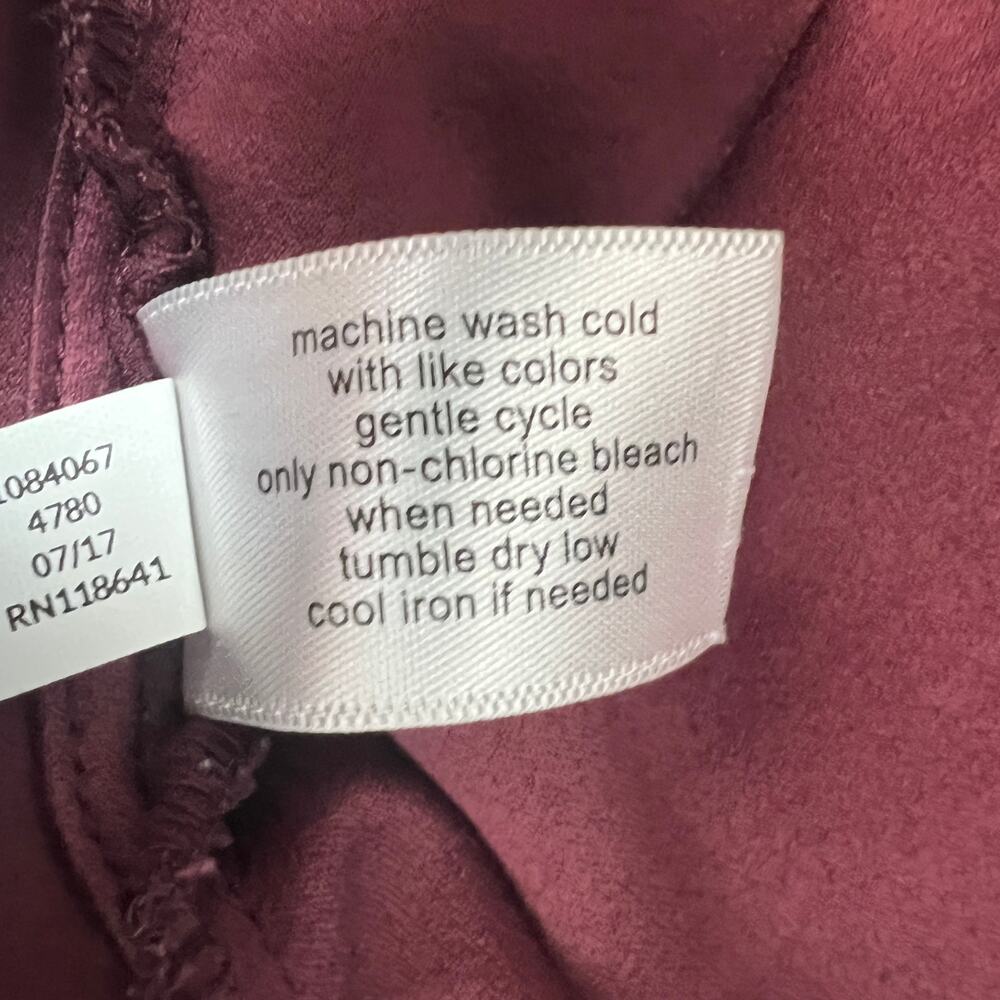 machine wash cold
with like colors
gentle cycle
only non-chlorine bleach
when needed
tumble dry low
cool iron if needed
1084067
4780
07/17
RN118641